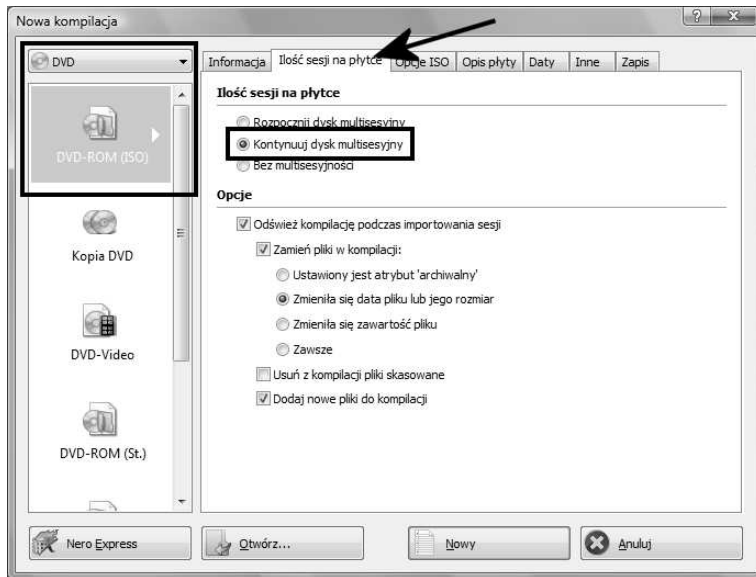 Nowa kompilacja
DVD
DVD-ROM (ISO)
Kopia DVD
DVD-Video
DVD-ROM (St.)
Informacja
Ilość sesji na płytce
Opcje ISO
Opis płyty
Daty
Inne
Zapis
Ilość sesji na płytce
Rozpocznij dysk multisesyjny
Kontynuuj dysk multisesyjny
Bez multisesyjności
Opcje
Odśwież kompilację podczas importowania sesji
Zamień pliki w kompilacji:
Ustawiony jest atrybut 'archiwalny'
Zmieniła się data pliku lub jego rozmiar
Zmieniła się zawartość pliku
Zawsze
Usuń z kompilacji pliki skasowane
Dodaj nowe pliki do kompilacji
Nero Express
Otwórz...
Nowy
Anuluj